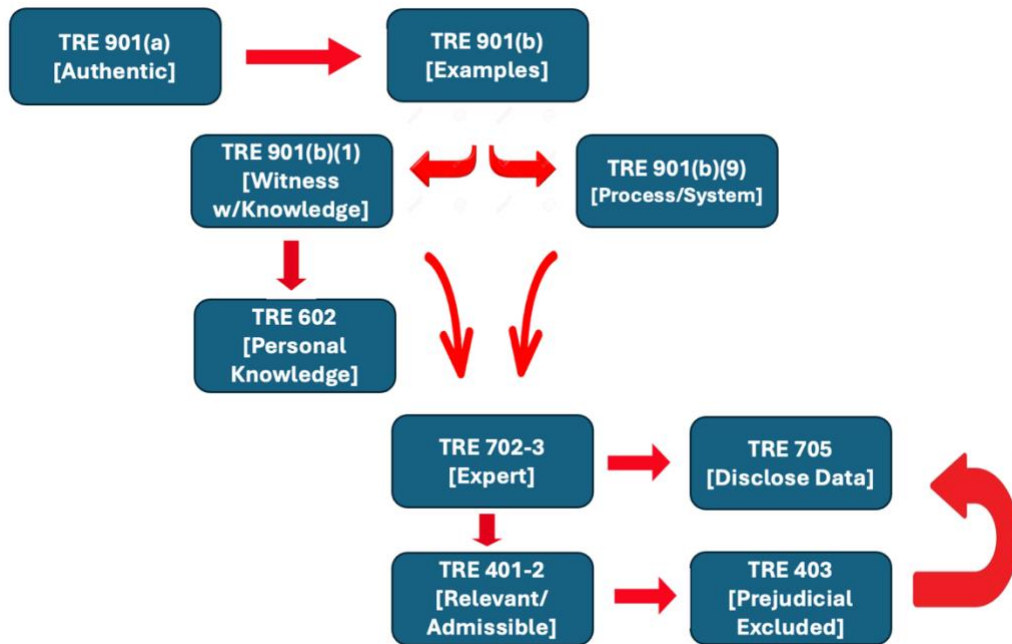 TRE 901(a)
[Authentic]
TRE 901(b)
[Examples]
TRE 901(b)(1)
[Witness
w/Knowledge]
TRE 901(b)(9)
[Process/System]
TRE 602
[Personal
Knowledge]
TRE 702-3
[Expert]
TRE 705
[Disclose Data]
TRE 401-2
[Relevant/
Admissible]
TRE 403
[Prejudicial
Excluded]